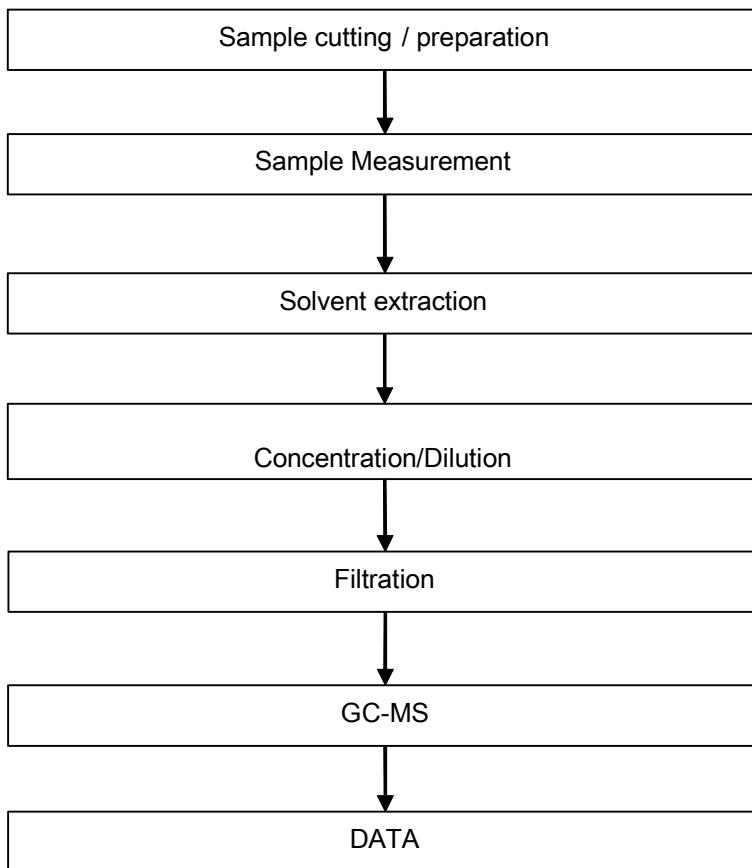 Sample cutting / preparation
Sample Measurement
Solvent extraction
Concentration/Dilution
Filtration
GC-MS
DATA